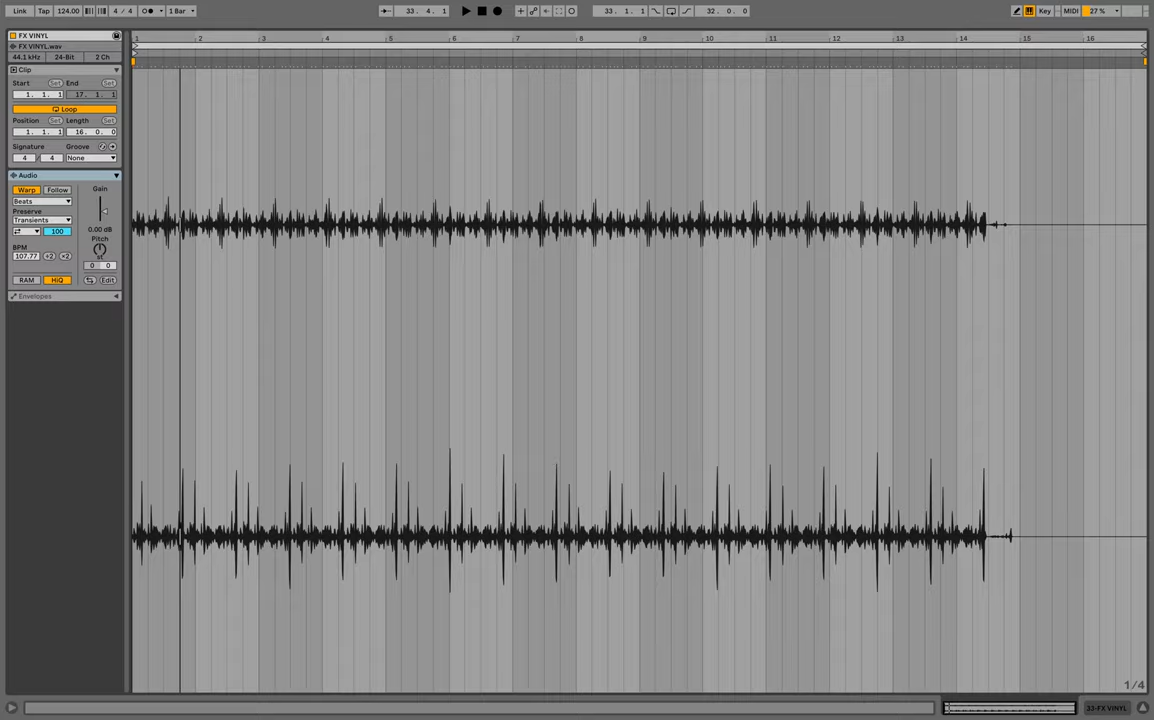 Link Tap 124.00 4 / 4 1 Bar 33. 4. 1 33. 1. 1 32. 0. 0 Key MIDI 27 %
FX VINYL
FX VINYL.wav
44.1 kHz 24-Bit 2 Ch
Clip
Start Set End Set
1. 1. 1 17. 1. 1
Loop
Position Set Length Set
1. 1. 1 16. 0. 0
Signature Groove
4 / 4 None
Audio
Warp Follow Gain
Beats
Preserve
Transients
100 0.00 dB
Pitch
BPM
107.77 ÷2 ×2 st
0 0
RAM HiQ Edit
Envelopes
1 2 3 4 5 6 7 8 9 10 11 12 13 14 15 16
1/4
33-FX VINYL